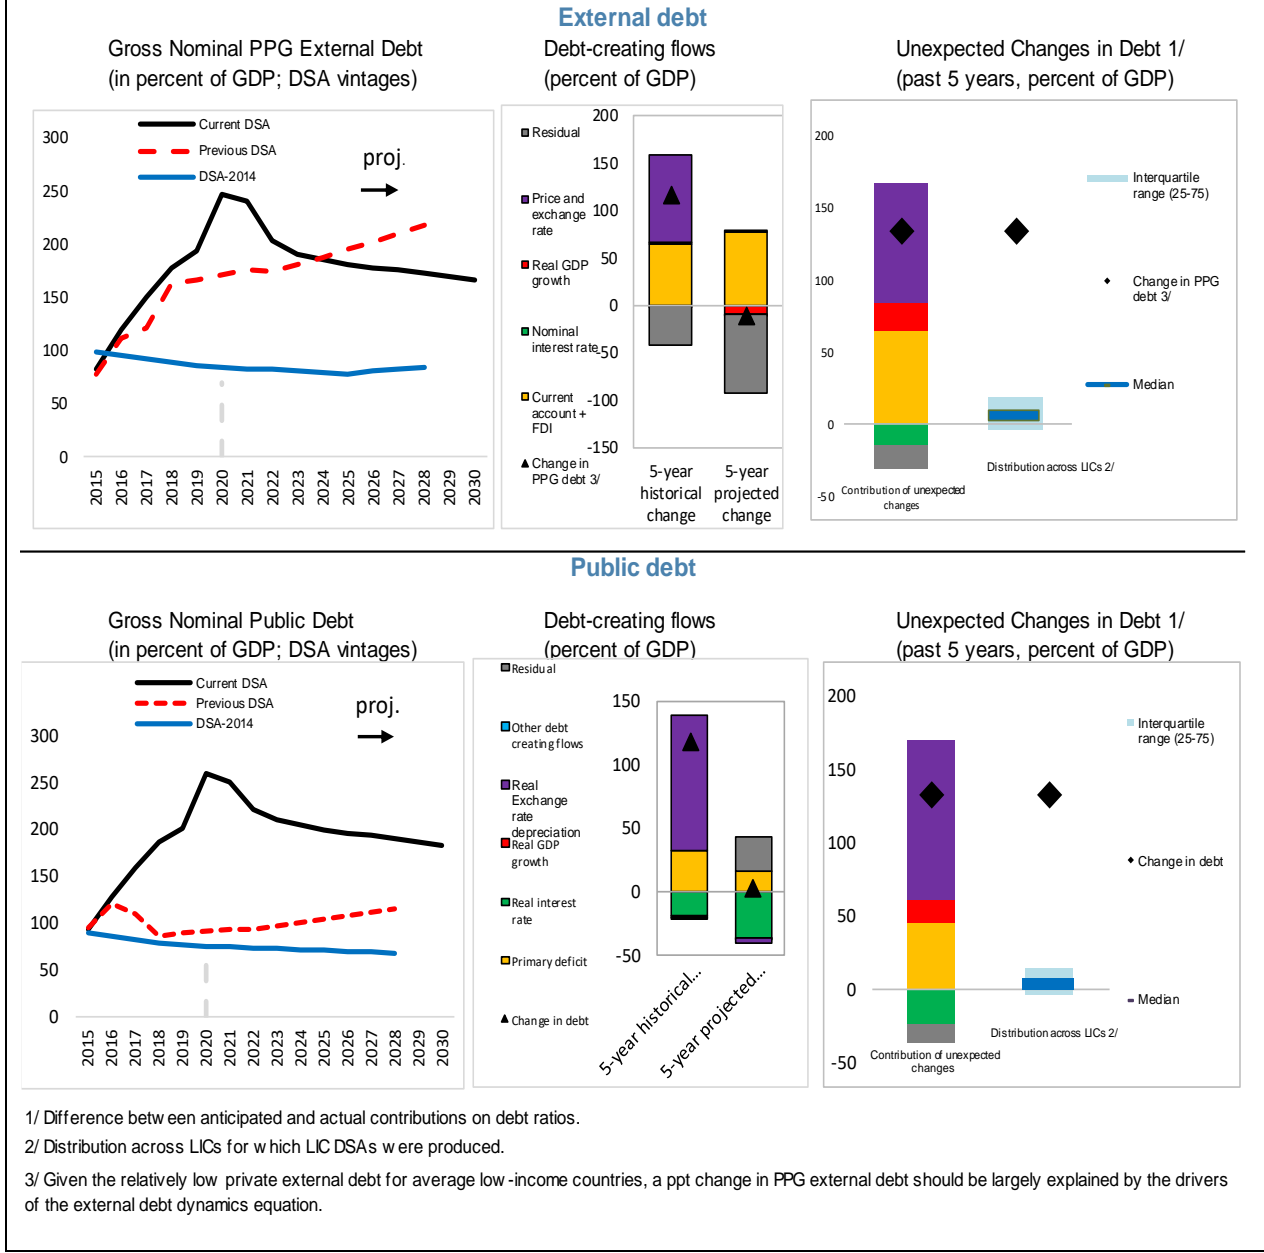 External debt
Gross Nominal PPG External Debt
(in percent of GDP; DSA vintages)
Debt-creating flows
(percent of GDP)
Unexpected Changes in Debt 1/
(past 5 years, percent of GDP)
Current DSA
Previous DSA
DSA-2014
proj.
300
250
200
150
100
50
0
2015
2016
2017
2018
2019
2020
2021
2022
2023
2024
2025
2026
2027
2028
2029
2030
Residual
Price and
exchange
rate
Real GDP
growth
Nominal
interest rate
Current
account +
FDI
Change in
PPG debt 3/
200
150
100
50
0
-50
-100
-150
5-year
historical
change
5-year
projected
change
200
150
100
50
0
-50
Contribution of unexpected
changes
Distribution across LICs 2/
Interquartile
range (25-75)
Change in PPG
debt 3/
Median
Public debt
Gross Nominal Public Debt
(in percent of GDP; DSA vintages)
Debt-creating flows
(percent of GDP)
Unexpected Changes in Debt 1/
(past 5 years, percent of GDP)
Current DSA
Previous DSA
DSA-2014
proj.
300
250
200
150
100
50
0
2015
2016
2017
2018
2019
2020
2021
2022
2023
2024
2025
2026
2027
2028
2029
2030
Residual
Other debt
creating flows
Real
Exchange
rate
depreciation
Real GDP
growth
Real interest
rate
Primary deficit
Change in debt
150
100
50
0
-50
5-year historical...
5-year projected...
200
150
100
50
0
-50
Contribution of unexpected
changes
Distribution across LICs 2/
Interquartile
range (25-75)
Change in debt
Median
1/ Difference between anticipated and actual contributions on debt ratios.
2/ Distribution across LICs for which LIC DSAs were produced.
3/ Given the relatively low private external debt for average low-income countries, a ppt change in PPG external debt should be largely explained by the drivers
of the external debt dynamics equation.